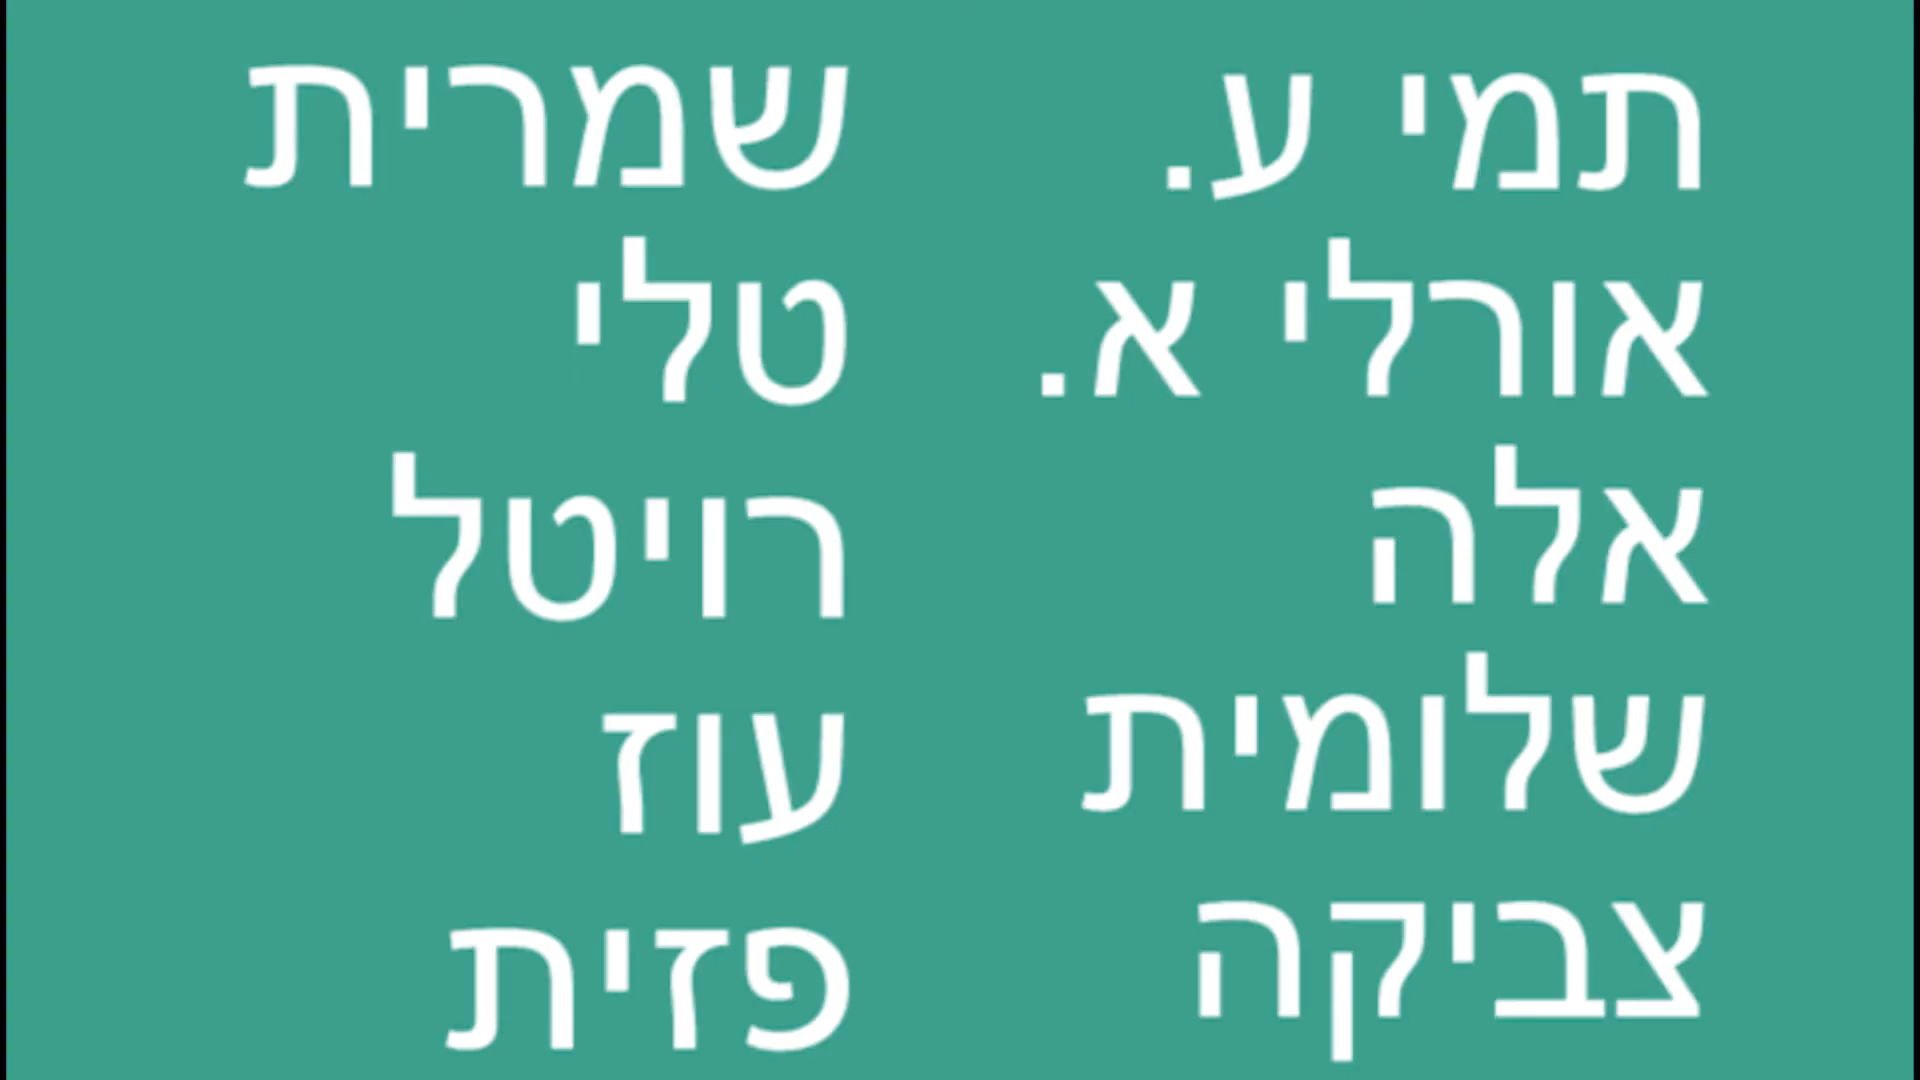 תמי ע.
אורלי א.
אלה
שלומית
צביקה
שמרית
טלי
רויטל
עוז
פזית